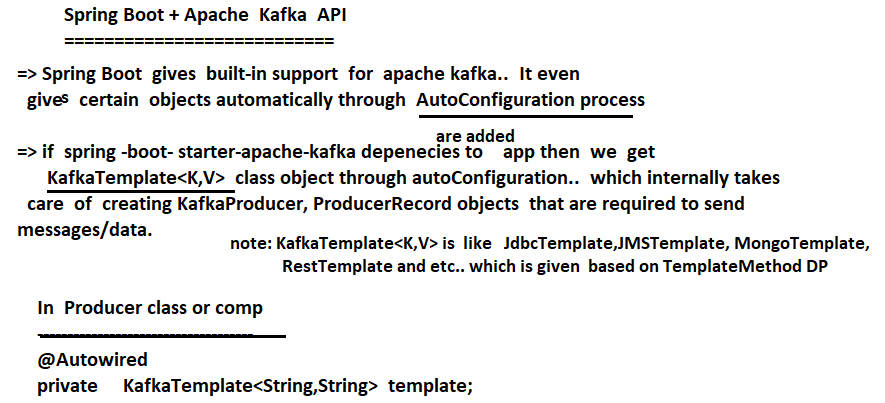 Spring Boot + Apache Kafka API
===========================
=> Spring Boot gives built-in support for apache kafka.. It even
gives certain objects automatically through AutoConfiguration process
are added
=> if spring -boot- starter-apache-kafka depenecies to app then we get
KafkaTemplate<K,V> class object through autoConfiguration.. which internally takes
care of creating KafkaProducer, ProducerRecord objects that are required to send
messages/data.
note: KafkaTemplate<K,V> is like JdbcTemplate,JMSTemplate, MongoTemplate,
RestTemplate and etc.. which is given based on TemplateMethod DP
In Producer class or comp
------------------------------------
@Autowired
private KafkaTemplate<String,String> template;